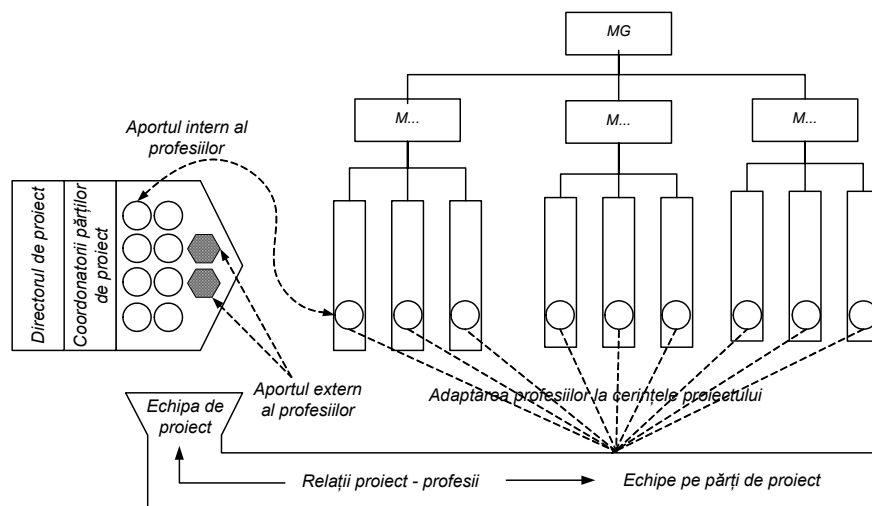 MG
M...
M...
M...
Aportul intern al
profesiilor
Directorul de proiect
Coordonatorii părților
de proiect
Aportul extern
al profesiilor
Adaptarea profesiilor la cerințele proiectului
Echipa de
proiect
Relații proiect - profesii
Echipe pe părți de proiect